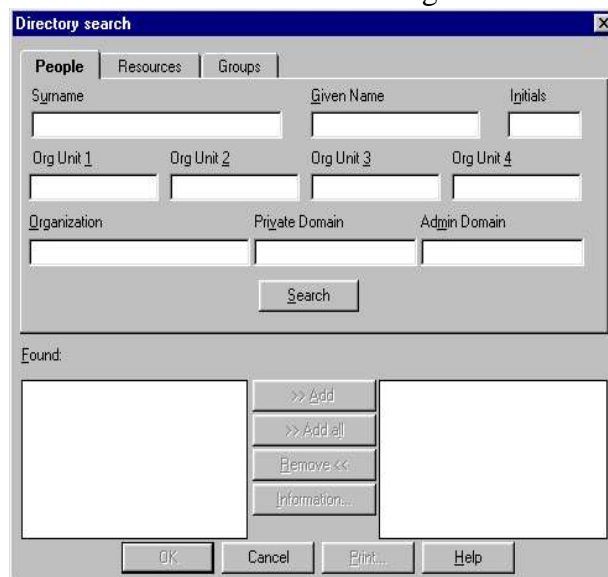 Directory search
People Resources Groups
Surname Given Name Initials
Org Unit 1 Org Unit 2 Org Unit 3 Org Unit 4
Organization Private Domain Admin Domain
Search
Found:
>> Add
>> Add all
Remove <<
Information...
OK Cancel Print... Help